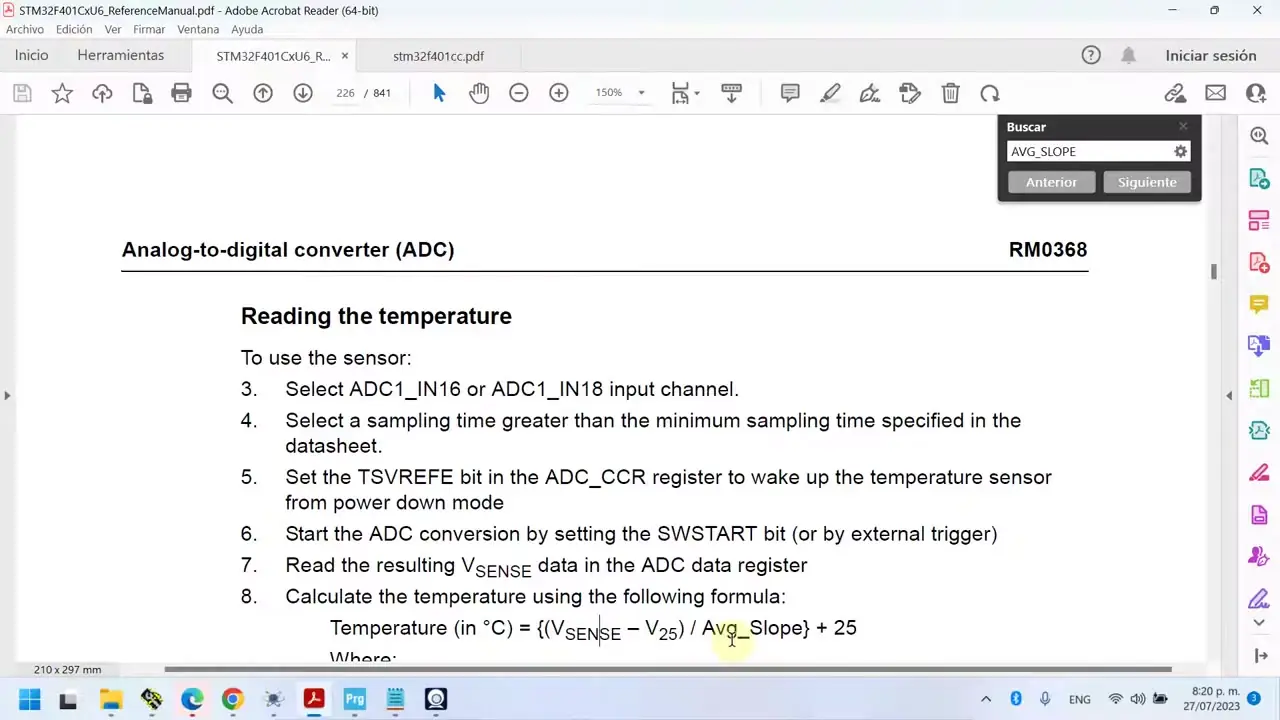 STM32F401CxU6_ReferenceManual.pdf - Adobe Acrobat Reader (64-bit)
Archivo Edición Ver Firmar Ventana Ayuda
Inicio Herramientas STM32F401CxU6_R... × stm32f401cc.pdf Iniciar sesión
226 / 841 150%
Buscar
AVG_SLOPE
Anterior Siguiente
Analog-to-digital converter (ADC) RM0368
Reading the temperature
To use the sensor:
3. Select ADC1_IN16 or ADC1_IN18 input channel.
4. Select a sampling time greater than the minimum sampling time specified in the
datasheet.
5. Set the TSVREFE bit in the ADC_CCR register to wake up the temperature sensor
from power down mode
6. Start the ADC conversion by setting the SWSTART bit (or by external trigger)
7. Read the resulting VSENSE data in the ADC data register
8. Calculate the temperature using the following formula:
Temperature (in °C) = {(VSENSE – V25) / Avg_Slope} + 25
Where:
210 x 297 mm
Prg ENG 8:20 p. m.
27/07/2023 3